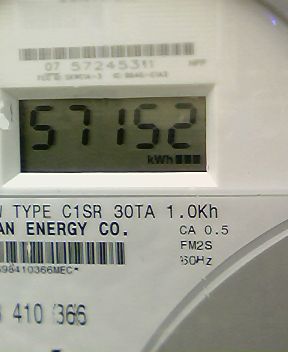 07 57245311
57152
kWh
TYPE C1SR 30TA 1.0Kh
AN ENERGY CO. CA 0.5
FM2S
60Hz
98410366MEC*
410 366